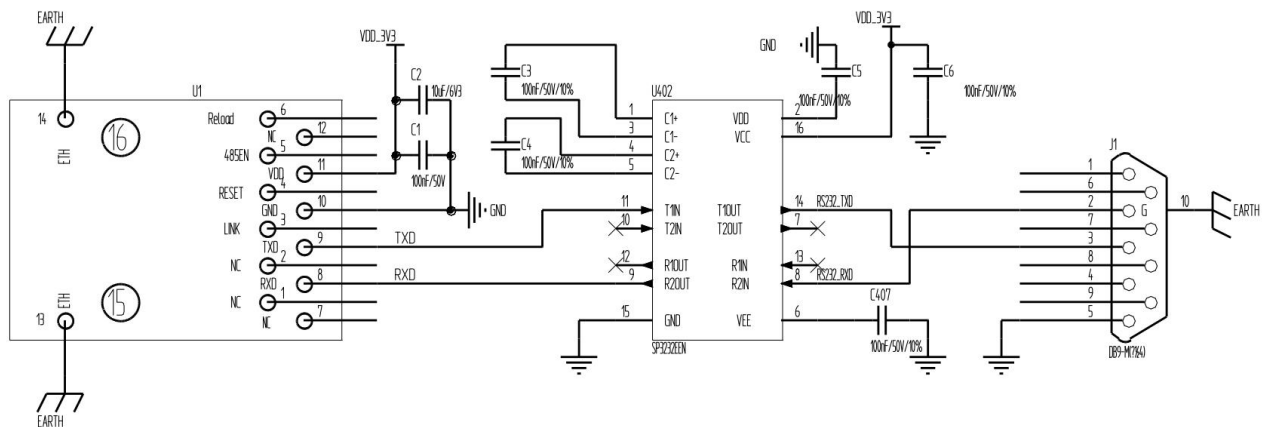 EARTH
14
ETH
16
13
ETH
15
EARTH
U1
Reload 6
NC 12
485EN 5
VDD 11
RESET 4
GND 10
LINK 3
TXD 9
NC 2
RXD 8
NC 1
NC 7
VDD_3V3
C2
10uF/6V3
C1
100nF/50V
GND
TXD
RXD
C3
100nF/50V/10%
C4
100nF/50V/10%
U402
1 C1+
3 C1-
4 C2+
5 C2-
11 T1IN
10 T2IN
12 R1OUT
9 R2OUT
15 GND
VDD 2
VCC 16
T1OUT 14 RS232_TXD
T2OUT 7
R1IN 13
R2IN 8 RS232_RXD
VEE 6
SP3232EEN
GND
C5
100nF/50V/10%
VDD_3V3
C6
100nF/50V/10%
C407
100nF/50V/10%
J1
1
6
2 G
7
3
8
4
9
5
10
EARTH